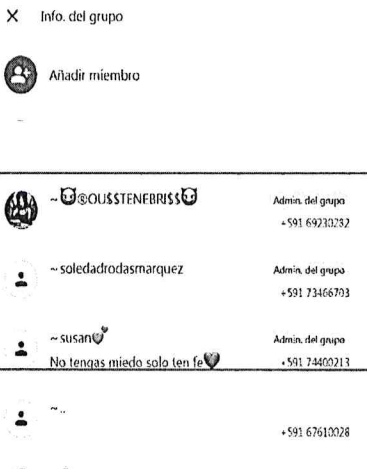 × Info. del grupo
Añadir miembro
~😈®OU$$TENEBRI$$😈 Admin. del grupo
+591 69230232
~ soledadrodasmarquez Admin. del grupo
+591 73466703
~ susan💕 Admin. del grupo
No tengas miedo solo ten fe❤ +591 74400213
~ ..
+591 67610028